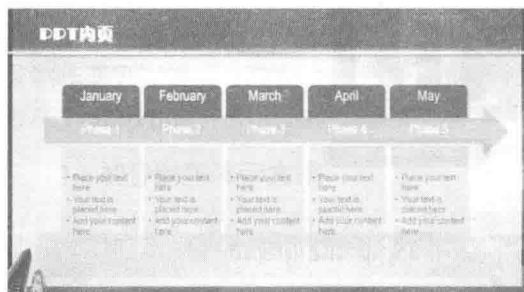 PPT内页
January February March April May
Phase 1 Phase 2 Phase 3 Phase 4 Phase 5
• Place your text here
• Your text is placed here
• Add your content here
• Place your text here
• Your text is placed here
• Add your content here
• Place your text here
• Your text is placed here
• Add your content here
• Place your text here
• Your text is placed here
• Add your content here
• Place your text here
• Your text is placed here
• Add your content here